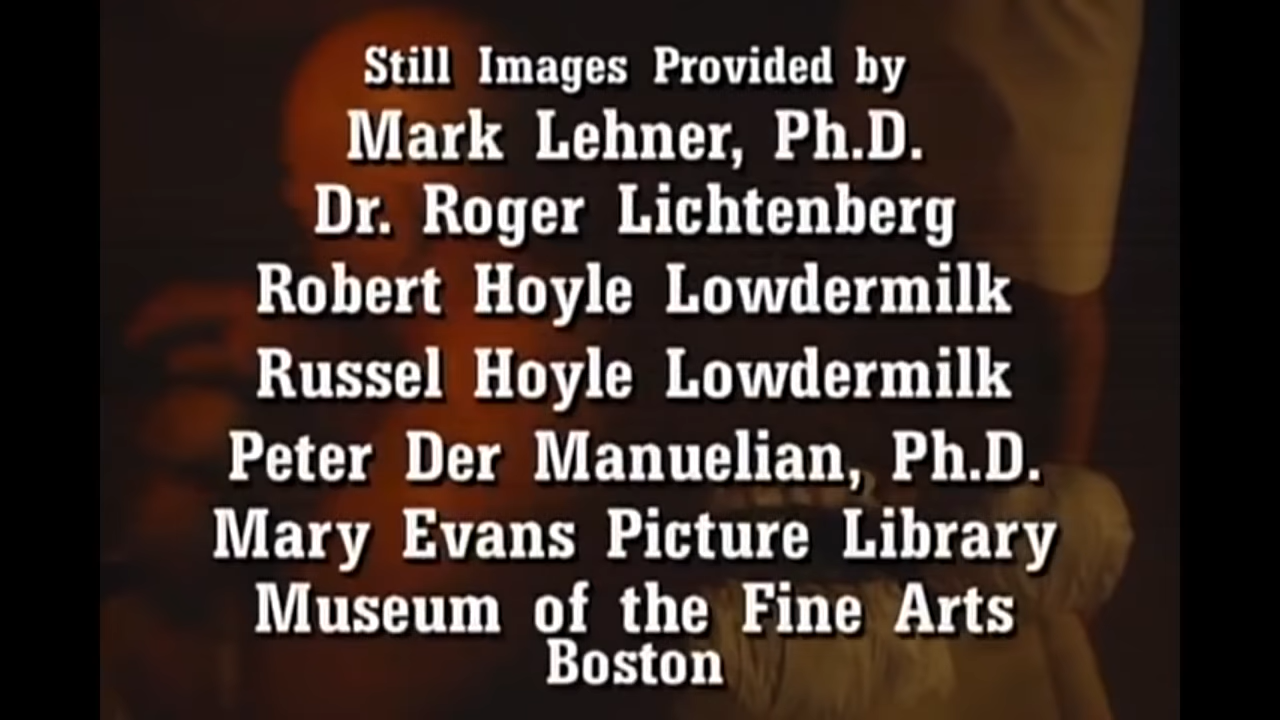 Still Images Provided by
Mark Lehner, Ph.D.
Dr. Roger Lichtenberg
Robert Hoyle Lowdermilk
Russel Hoyle Lowdermilk
Peter Der Manuelian, Ph.D.
Mary Evans Picture Library
Museum of the Fine Arts
Boston